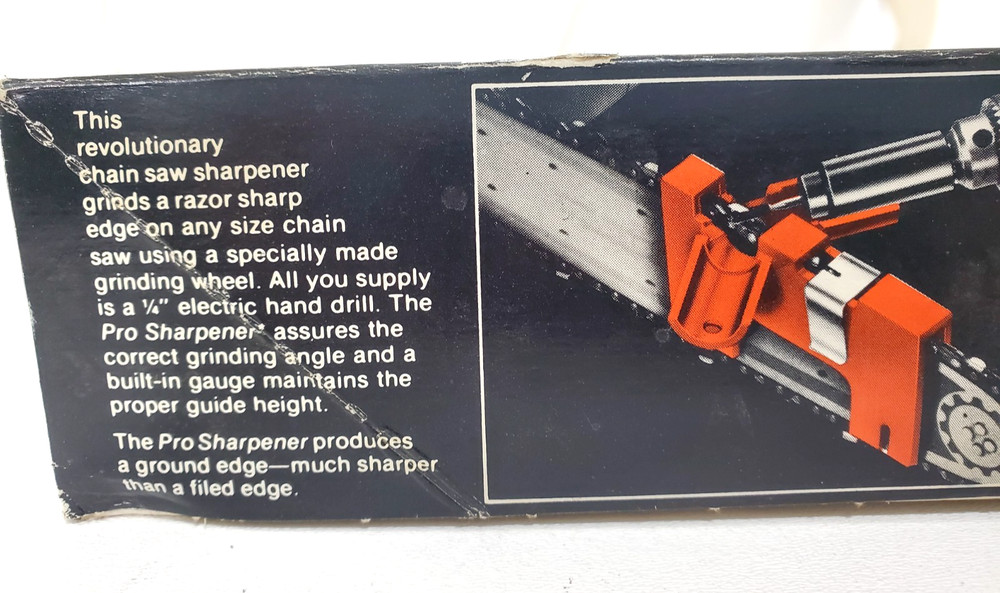 This
revolutionary
chain saw sharpener
grinds a razor sharp
edge on any size chain
saw using a specially made
grinding wheel. All you supply
is a ¼" electric hand drill. The
Pro Sharpener® assures the
correct grinding angle and a
built-in gauge maintains the
proper guide height.
The Pro Sharpener produces
a ground edge—much sharper
than a filed edge.